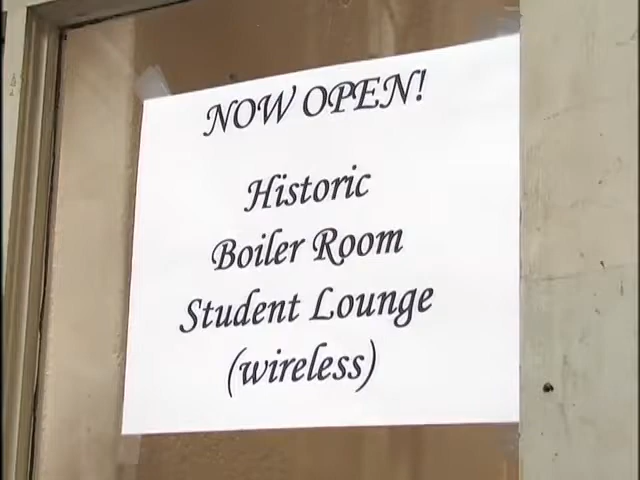 NOW OPEN!
Historic
Boiler Room
Student Lounge
(wireless)